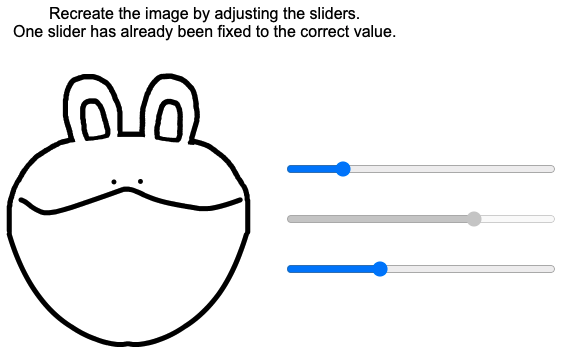 Recreate the image by adjusting the sliders.
One slider has already been fixed to the correct value.